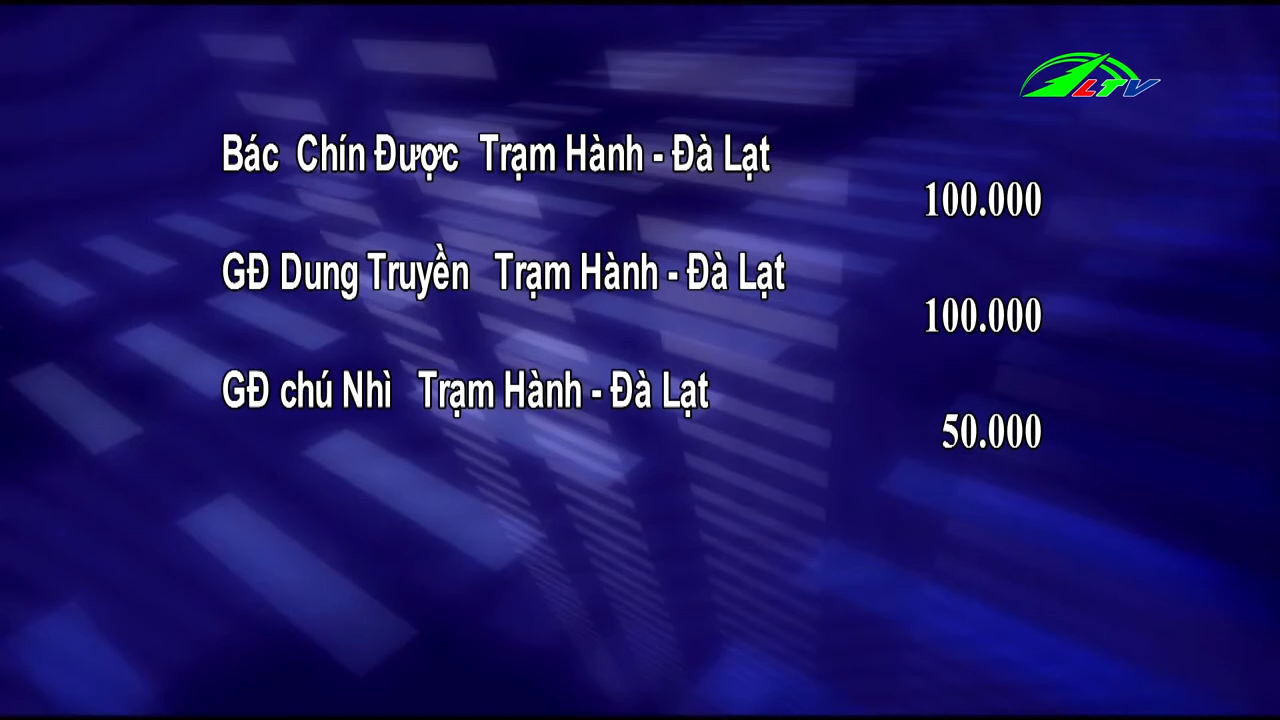 LTV
Bác Chín Được Trạm Hành - Đà Lạt
100.000
GĐ Dung Truyền Trạm Hành - Đà Lạt
100.000
GĐ chú Nhì Trạm Hành - Đà Lạt
50.000